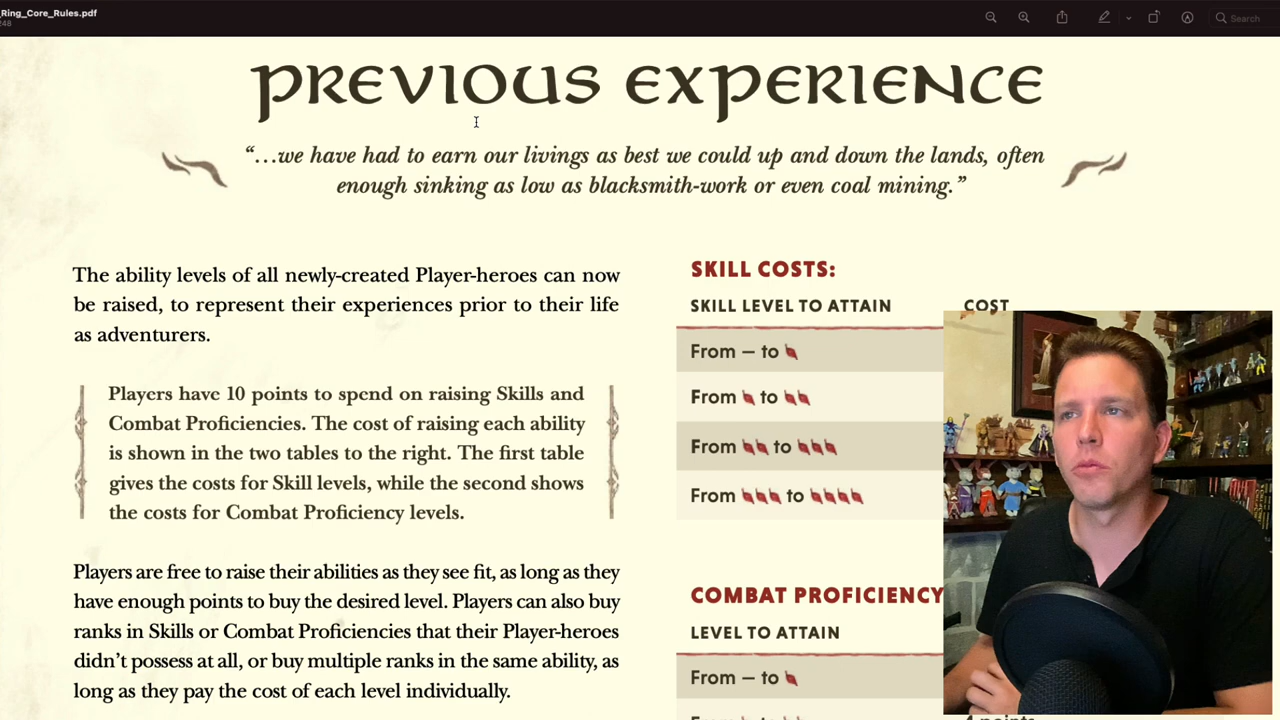 _Ring_Core_Rules.pdf
248
Search
PREVIOUS EXPERIENCE
“…we have had to earn our livings as best we could up and down the lands, often
enough sinking as low as blacksmith-work or even coal mining.”
The ability levels of all newly-created Player-heroes can now
be raised, to represent their experiences prior to their life
as adventurers.
Players have 10 points to spend on raising Skills and
Combat Proficiencies. The cost of raising each ability
is shown in the two tables to the right. The first table
gives the costs for Skill levels, while the second shows
the costs for Combat Proficiency levels.
Players are free to raise their abilities as they see fit, as long as they
have enough points to buy the desired level. Players can also buy
ranks in Skills or Combat Proficiencies that their Player-heroes
didn’t possess at all, or buy multiple ranks in the same ability, as
long as they pay the cost of each level individually.
SKILL COSTS:
SKILL LEVEL TO ATTAIN COST
From – to
From to
From to
From to
COMBAT PROFICIENCY
LEVEL TO ATTAIN
From – to